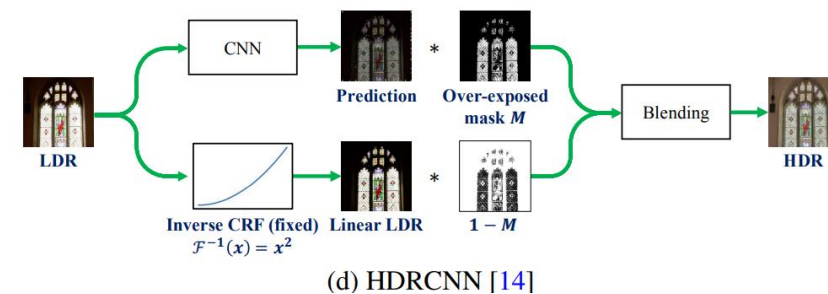 CNN
Prediction
*
Over-exposed
mask M
LDR
Blending
HDR
Inverse CRF (fixed)
ℱ⁻¹(x) = x²
Linear LDR
*
1 − M
(d) HDRCNN [14]